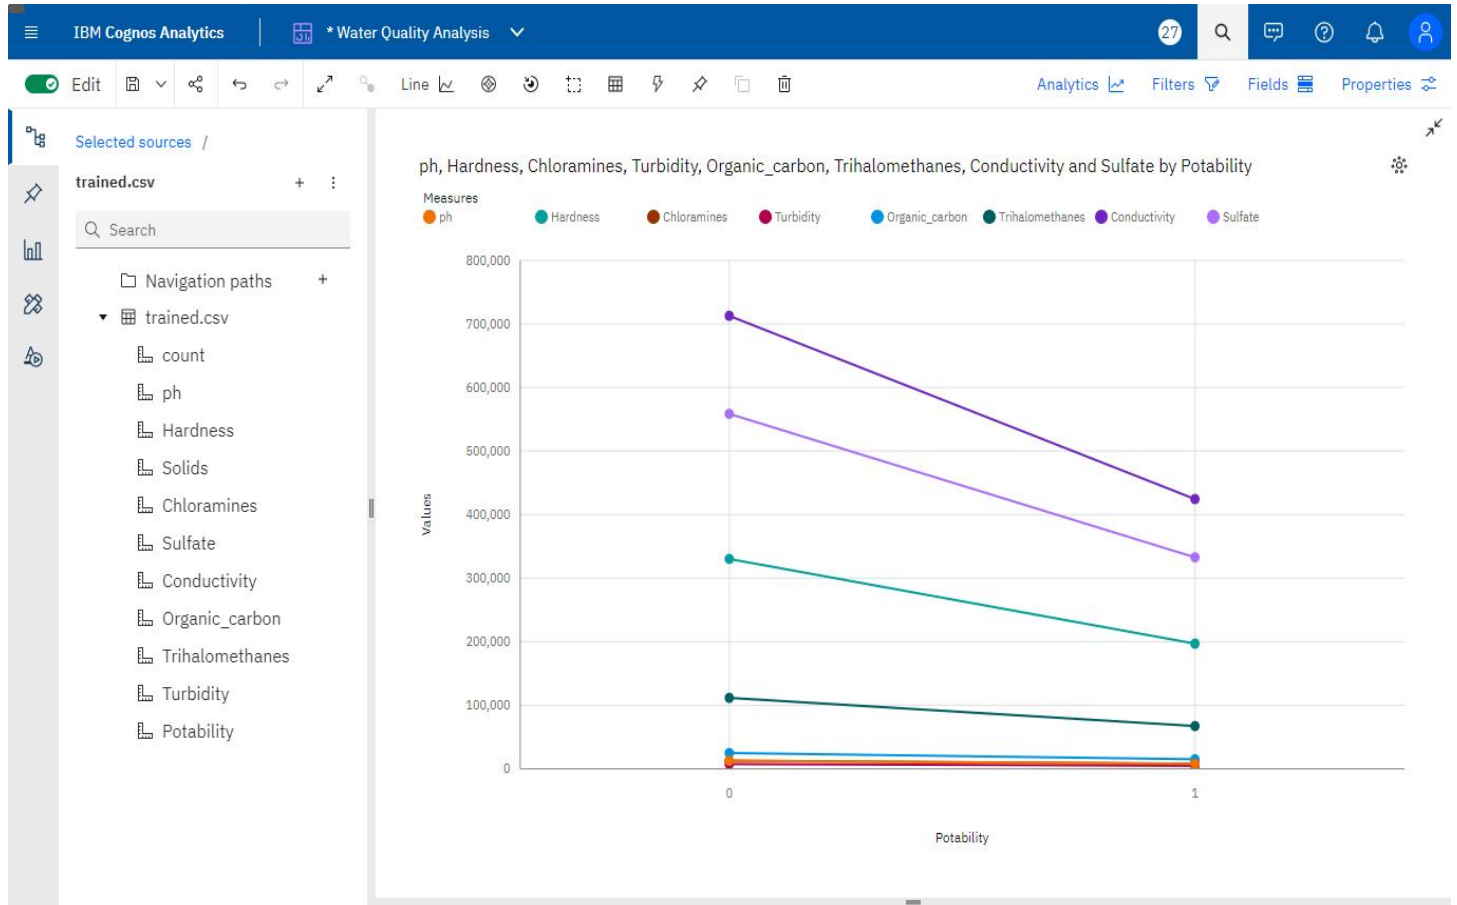 IBM Cognos Analytics
* Water Quality Analysis
27
Edit
Line
Analytics
Filters
Fields
Properties
Selected sources /
trained.csv
Search
Navigation paths
trained.csv
count
ph
Hardness
Solids
Chloramines
Sulfate
Conductivity
Organic_carbon
Trihalomethanes
Turbidity
Potability
ph, Hardness, Chloramines, Turbidity, Organic_carbon, Trihalomethanes, Conductivity and Sulfate by Potability
Measures
ph Hardness Chloramines Turbidity Organic_carbon Trihalomethanes Conductivity Sulfate
800,000
700,000
600,000
500,000
400,000
300,000
200,000
100,000
0
Values
0 1
Potability